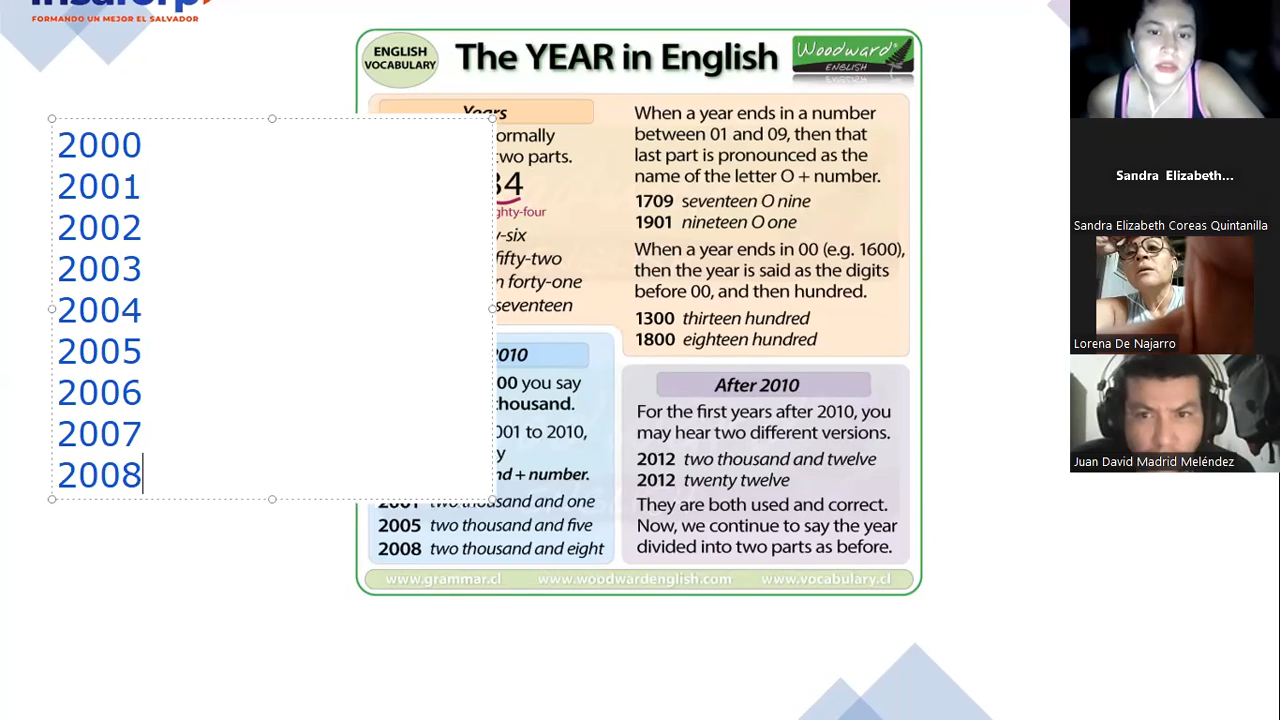 FORMANDO UN MEJOR EL SALVADOR
ENGLISH
VOCABULARY
The YEAR in English
Woodward
ENGLISH
2000
2001
2002
2003
2004
2005
2006
2007
2008
Years
two parts.
-six
fifty-two
forty-one
seventeen
When a year ends in a number
between 01 and 09, then that
last part is pronounced as the
name of the letter O + number.
1709 seventeen O nine
1901 nineteen O one
When a year ends in 00 (e.g. 1600),
then the year is said as the digits
before 00, and then hundred.
1300 thirteen hundred
1800 eighteen hundred
you say
thousand.
to 2010,
+ number.
2001 two thousand and one
2005 two thousand and five
2008 two thousand and eight
After 2010
For the first years after 2010, you
may hear two different versions.
2012 two thousand and twelve
2012 twenty twelve
They are both used and correct.
Now, we continue to say the year
divided into two parts as before.
www.grammar.cl www.woodwardenglish.com www.vocabulary.cl
Sandra Elizabeth...
Sandra Elizabeth Coreas Quintanilla
Lorena De Najarro
Juan David Madrid Meléndez